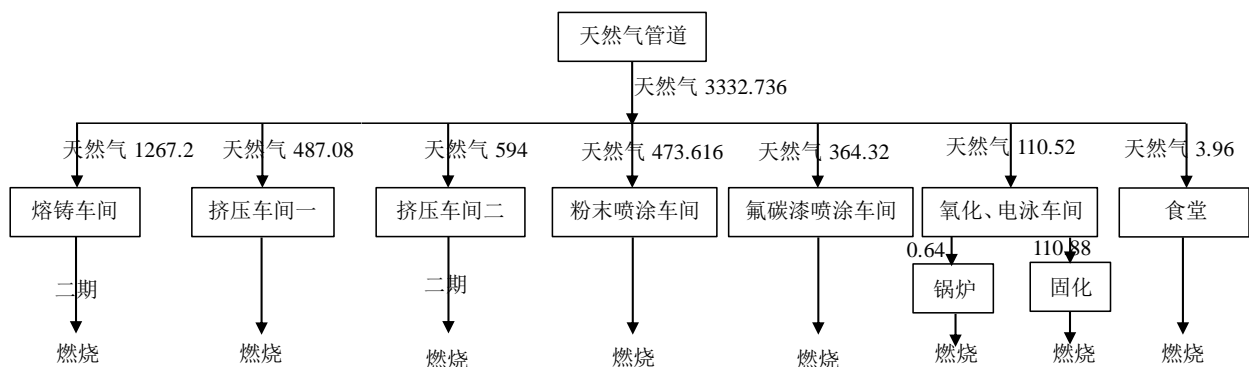 天然气管道
天然气 3332.736
天然气 1267.2
天然气 487.08
天然气 594
天然气 473.616
天然气 364.32
天然气 110.52
天然气 3.96
熔铸车间
挤压车间一
挤压车间二
粉末喷涂车间
氟碳漆喷涂车间
氧化、电泳车间
食堂
0.64
110.88
二期
二期
锅炉
固化
燃烧
燃烧
燃烧
燃烧
燃烧
燃烧
燃烧
燃烧